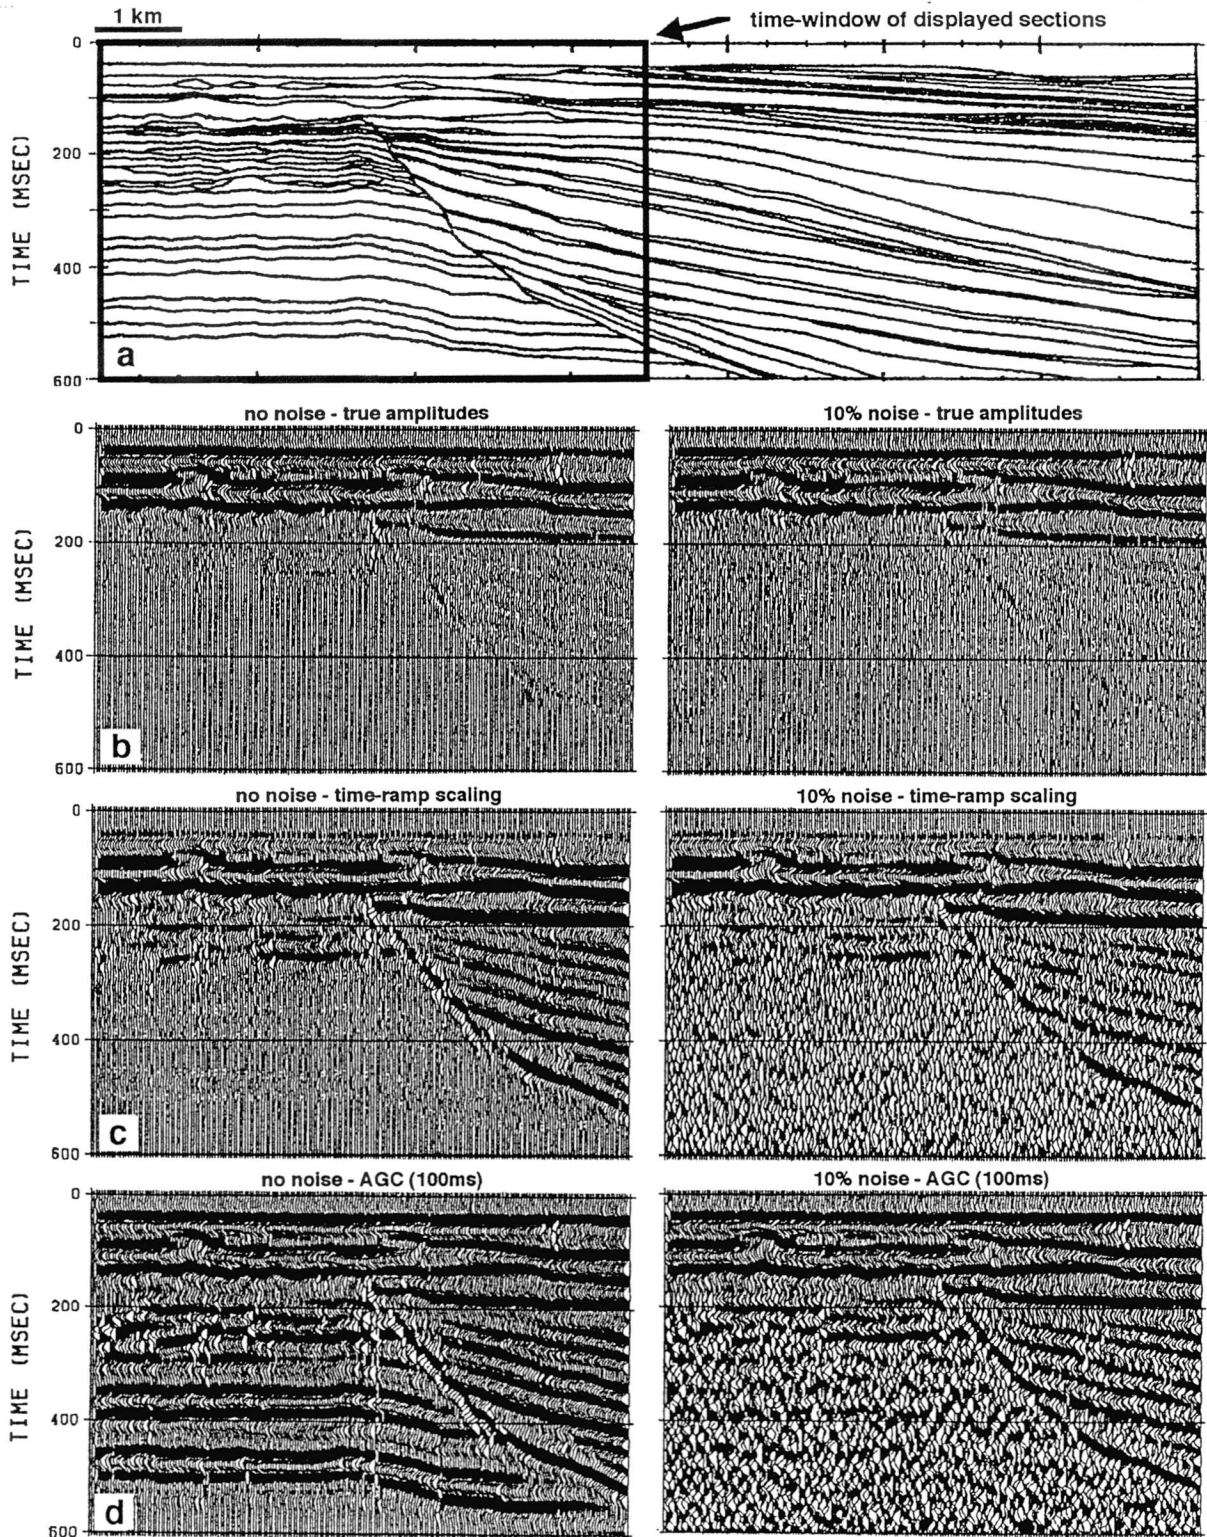 1 km
time-window of displayed sections
0
200
400
600
TIME (MSEC)
a
no noise - true amplitudes
10% noise - true amplitudes
0
200
400
600
TIME (MSEC)
b
no noise - time-ramp scaling
10% noise - time-ramp scaling
0
200
400
600
TIME (MSEC)
c
no noise - AGC (100ms)
10% noise - AGC (100ms)
0
200
400
600
TIME (MSEC)
d